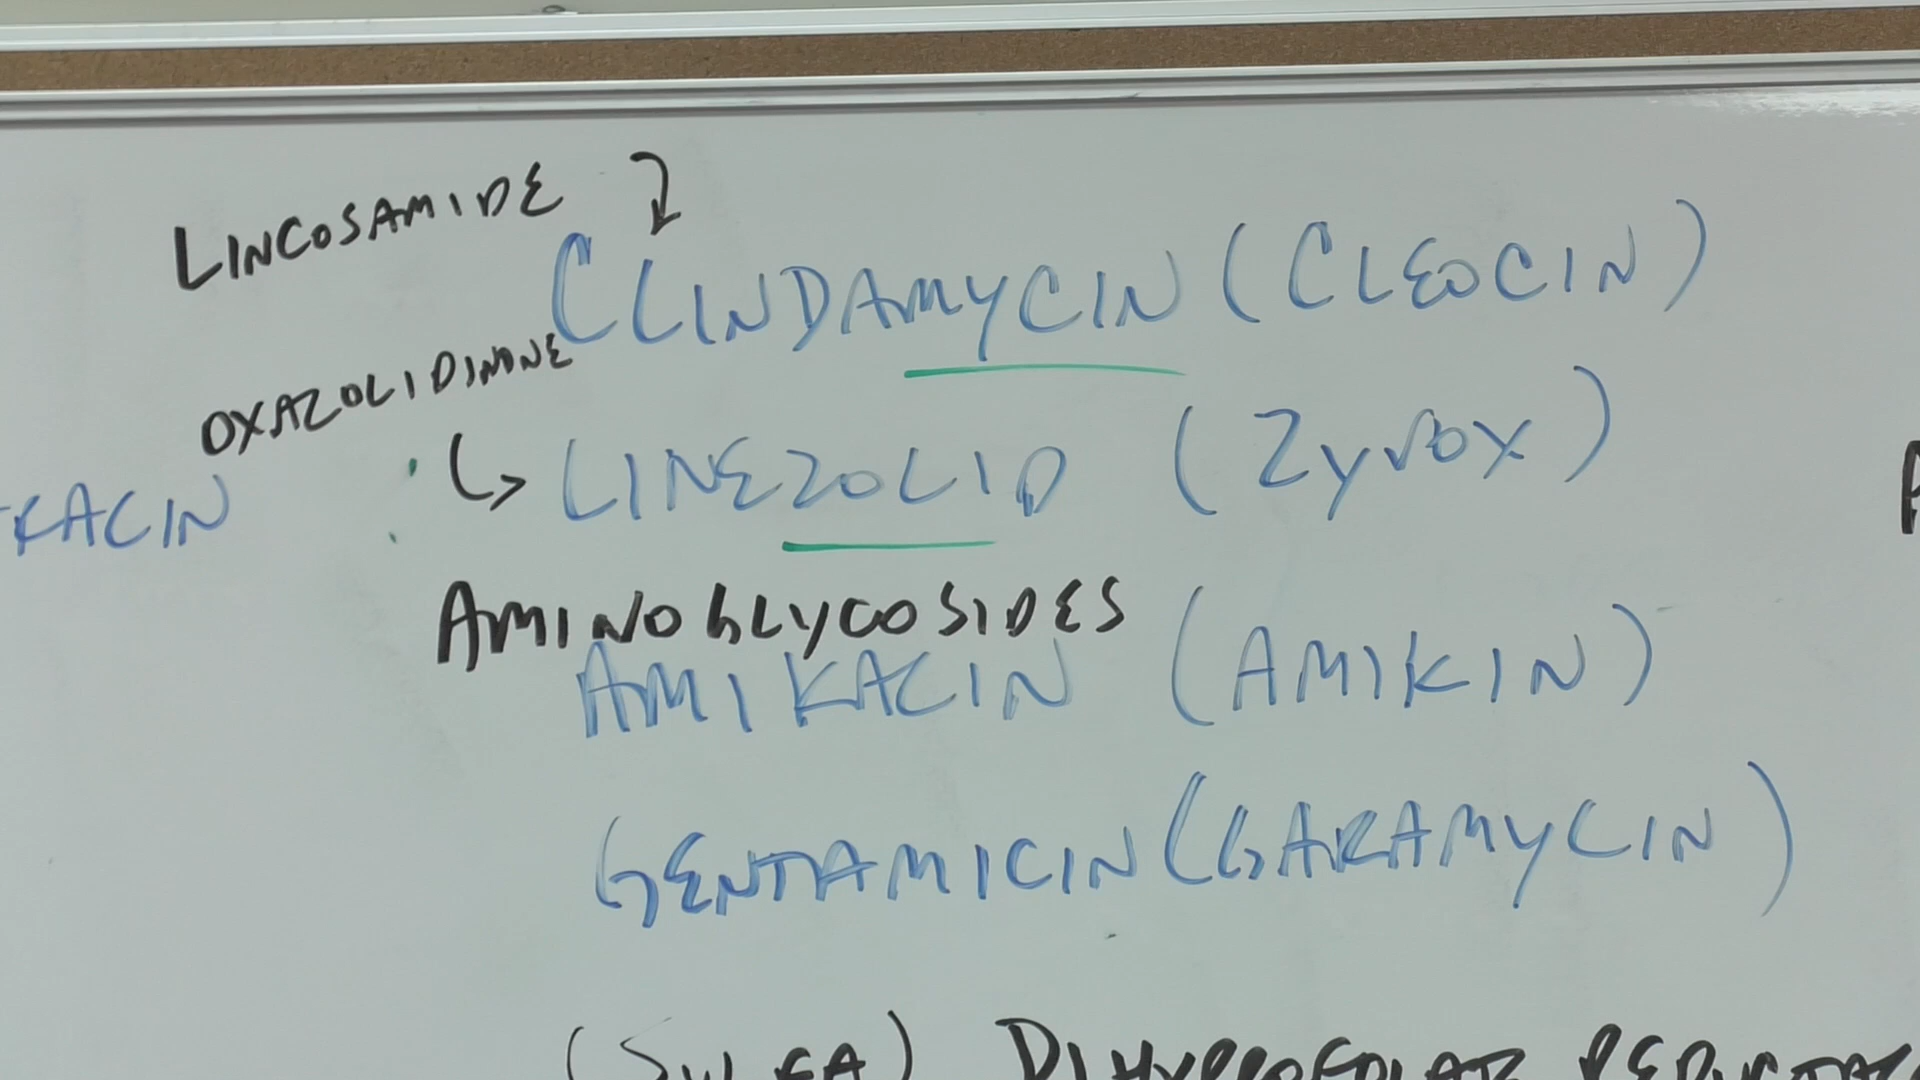 LINCOSAMIDE
CLINDAMYCIN (CLEOCIN)
OXAZOLIDINONE
LINEZOLID (Zyvox)
KACIN
AMINOGLYCOSIDES
AMIKACIN (AMIKIN)
GENTAMICIN (GARAMYCIN)
(SULFA)